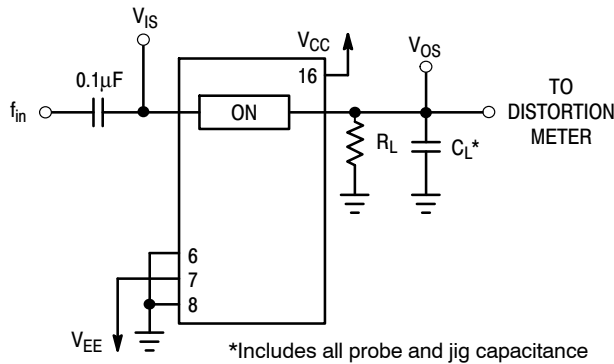 V_IS
V_CC
V_OS
0.1μF
16
f_in
ON
TO
DISTORTION
METER
R_L
C_L*
6
7
8
V_EE
*Includes all probe and jig capacitance